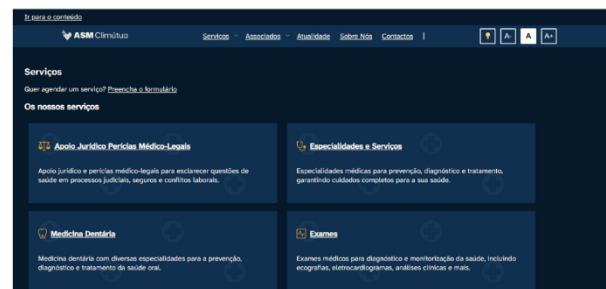 Ir para o conteúdo
ASM Climútuo
Serviços
Associados
Atualidade
Sobre Nós
Contactos
|
A-
A
A+
Serviços
Quer agendar um serviço? Preencha o formulário
Os nossos serviços
Apoio Jurídico Perícias Médico-Legais
Apoio jurídico e perícias médico-legais para esclarecer questões de
saúde em processos judiciais, seguros e conflitos laborais.
Especialidades e Serviços
Especialidades médicas para prevenção, diagnóstico e tratamento,
garantindo cuidados completos para a sua saúde.
Medicina Dentária
Medicina dentária com diversas especialidades para a prevenção,
diagnóstico e tratamento da saúde oral.
Exames
Exames médicos para diagnóstico e monitorização da saúde, incluindo
ecografias, eletrocardiogramas, análises clínicas e mais.